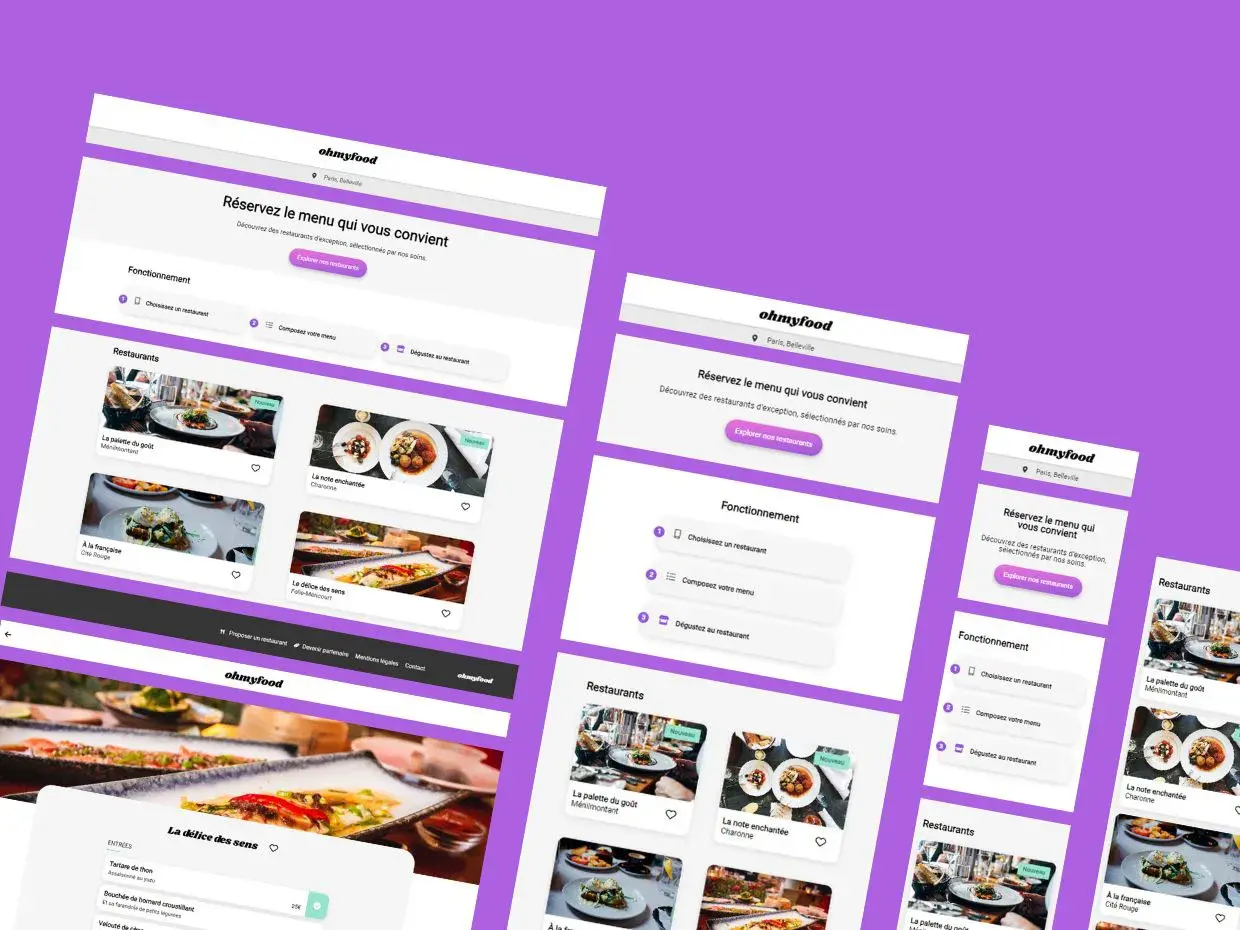 ohmyfood
Paris, Belleville
Réservez le menu qui vous convient
Découvrez des restaurants d'exception, sélectionnés par nos soins.
Explorer nos restaurants
Fonctionnement
1 Choisissez un restaurant
2 Composez votre menu
3 Dégustez au restaurant
Restaurants
Nouveau
La palette du goût
Ménilmontant
Nouveau
La note enchantée
Charonne
À la française
Cité Rouge
Le délice des sens
Folie-Méricourt
Proposer un restaurant Devenir partenaire Mentions légales Contact
ohmyfood
ohmyfood
La délice des sens
ENTRÉES
Tartare de thon
Assaisonné au yuzu
Bouchée de homard croustillant
Et sa farandole de petits légumes
25€
ohmyfood
Paris, Belleville
Réservez le menu qui vous convient
Découvrez des restaurants d'exception, sélectionnés par nos soins.
Explorer nos restaurants
Fonctionnement
1 Choisissez un restaurant
2 Composez votre menu
3 Dégustez au restaurant
Restaurants
Nouveau
La palette du goût
Ménilmontant
Nouveau
La note enchantée
Charonne
ohmyfood
Paris, Belleville
Réservez le menu qui
vous convient
Découvrez des restaurants d'exception,
sélectionnés par nos soins.
Explorer nos restaurants
Fonctionnement
1 Choisissez un restaurant
2 Composez votre menu
3 Dégustez au restaurant
Restaurants
Nouveau
La palette du goût
Restaurants
La palette du goût
Ménilmontant
La note enchantée
Charonne
À la française
Cité Rouge